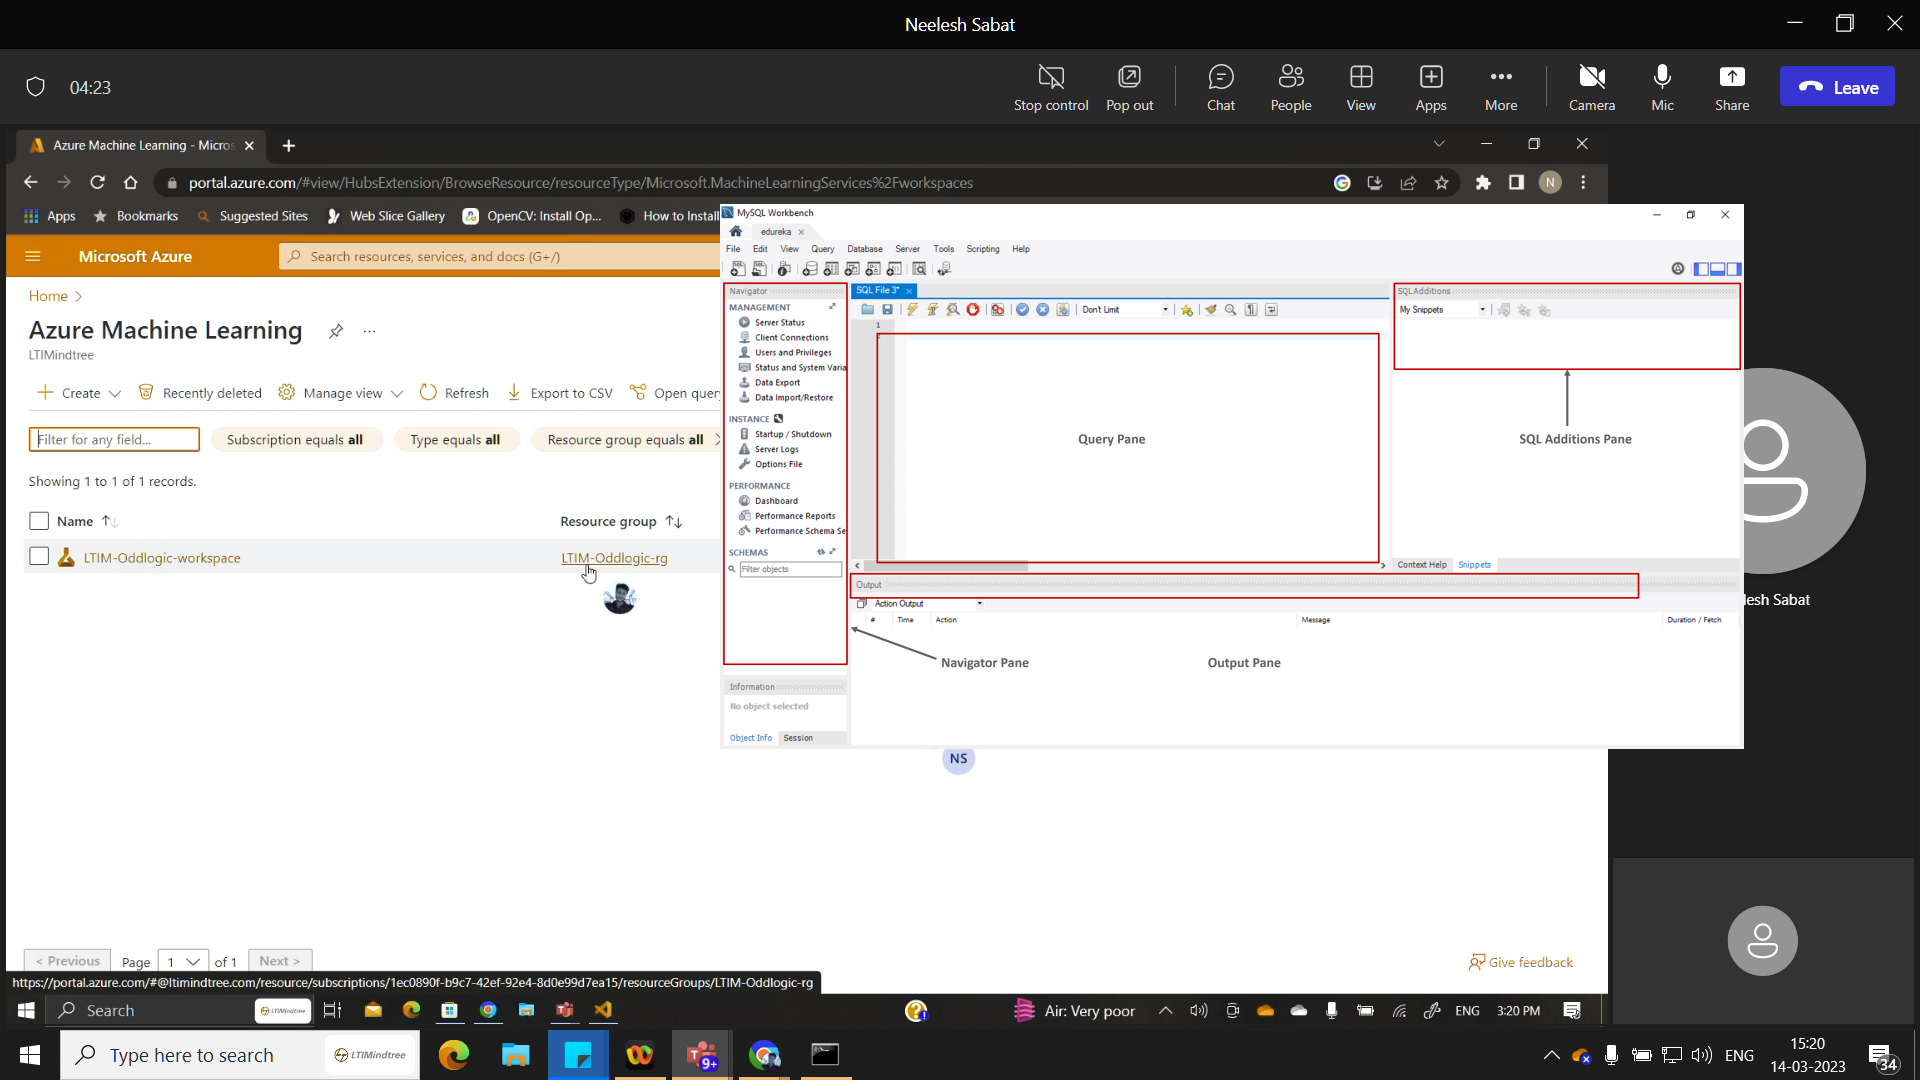 Neelesh Sabat
04:23
Stop control
Pop out
Chat
People
View
Apps
More
Camera
Mic
Share
Leave
Azure Machine Learning - Micros
portal.azure.com/#view/HubsExtension/BrowseResource/resourceType/Microsoft.MachineLearningServices%2Fworkspaces
N
Apps
Bookmarks
Suggested Sites
Web Slice Gallery
OpenCV: Install Op...
How to Install
Microsoft Azure
Search resources, services, and docs (G+/)
Home
Azure Machine Learning
LTIMindtree
Create
Recently deleted
Manage view
Refresh
Export to CSV
Open query
Filter for any field...
Subscription equals all
Type equals all
Resource group equals all
Showing 1 to 1 of 1 records.
Name
Resource group
LTIM-Oddlogic-workspace
LTIM-Oddlogic-rg
MySQL Workbench
edureka
File Edit View Query Database Server Tools Scripting Help
Navigator
MANAGEMENT
Server Status
Client Connections
Users and Privileges
Status and System Varia
Data Export
Data Import/Restore
INSTANCE
Startup / Shutdown
Server Logs
Options File
PERFORMANCE
Dashboard
Performance Reports
Performance Schema Se
SCHEMAS
Filter objects
Information
No object selected
Object Info Session
SQL File 3*
Don't Limit
1
Query Pane
SQLAdditions
My Snippets
SQL Additions Pane
Context Help Snippets
Output
Action Output
# Time Action Message Duration / Fetch
Navigator Pane
Output Pane
lesh Sabat
NS
< Previous
Page 1 of 1
Next >
Give feedback
https://portal.azure.com/#@ltimindtree.com/resource/subscriptions/1ec0890f-b9c7-42ef-92e4-8d0e99d7ea15/resourceGroups/LTIM-Oddlogic-rg
Search
LTIMindtree
Air: Very poor
ENG
3:20 PM
Type here to search
LTIMindtree
9+
ENG
15:20
14-03-2023
34